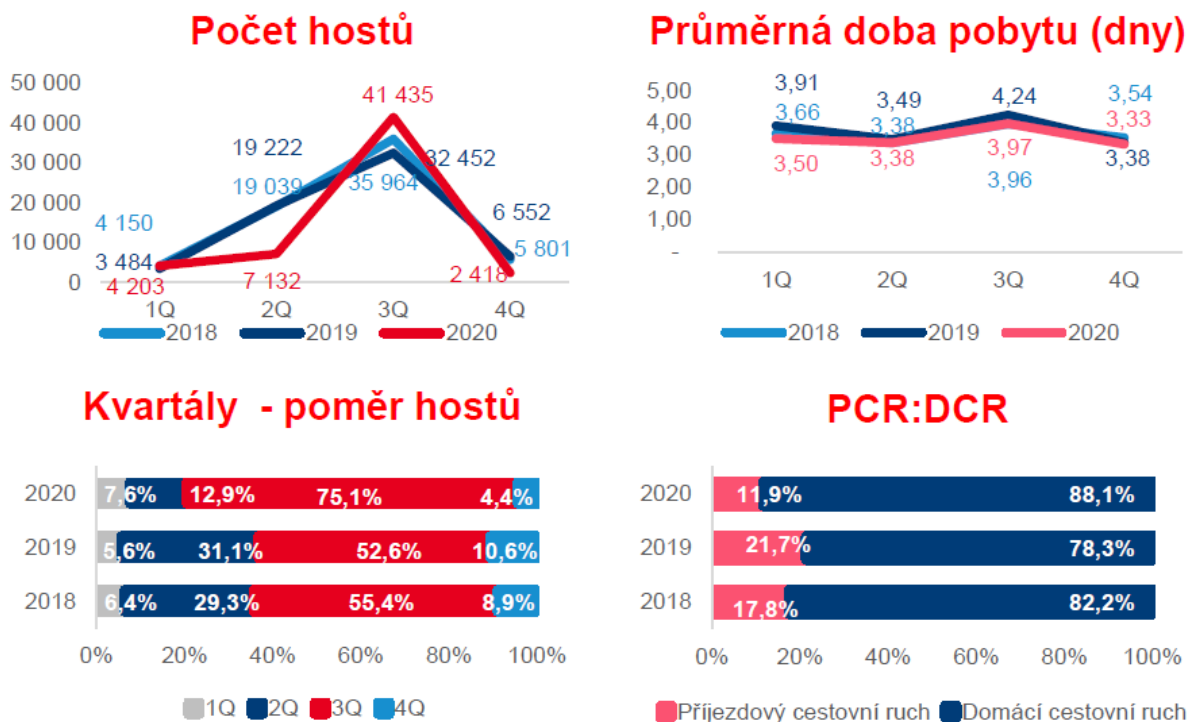 Počet hostů
50 000
40 000
30 000
20 000
10 000
0
4 150
3 484
4 203
19 222
19 039
7 132
41 435
35 964
32 452
6 552
5 801
2 418
1Q 2Q 3Q 4Q
2018 2019 2020
Průměrná doba pobytu (dny)
5,00
4,00
3,00
2,00
1,00
-
3,91
3,66
3,50
3,49
3,38
3,38
4,24
3,97
3,96
3,54
3,33
3,38
1Q 2Q 3Q 4Q
2018 2019 2020
Kvartály - poměr hostů
2020 7,6% 12,9% 75,1% 4,4%
2019 5,6% 31,1% 52,6% 10,6%
2018 6,4% 29,3% 55,4% 8,9%
0% 20% 40% 60% 80% 100%
1Q 2Q 3Q 4Q
PCR:DCR
2020 11,9% 88,1%
2019 21,7% 78,3%
2018 17,8% 82,2%
0% 20% 40% 60% 80% 100%
Příjezdový cestovní ruch Domácí cestovní ruch